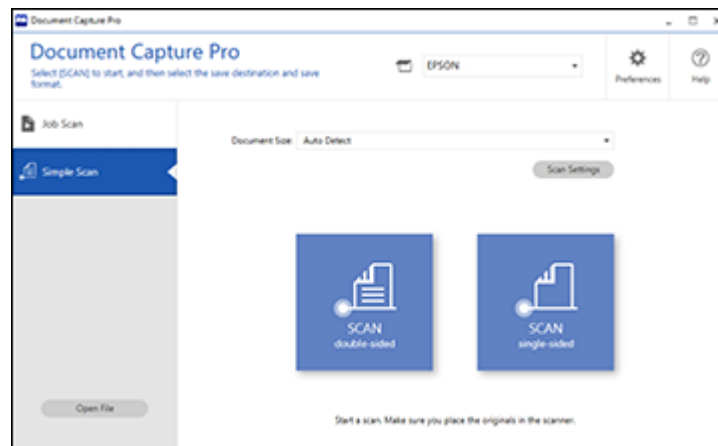 Document Capture Pro
Document Capture Pro
Select [SCAN] to start, and then select the save destination and save
format.
EPSON
Preferences
Help
Job Scan
Simple Scan
Document Size: Auto Detect
Scan Settings
SCAN
double-sided
SCAN
single-sided
Open File
Start a scan. Make sure you place the originals in the scanner.